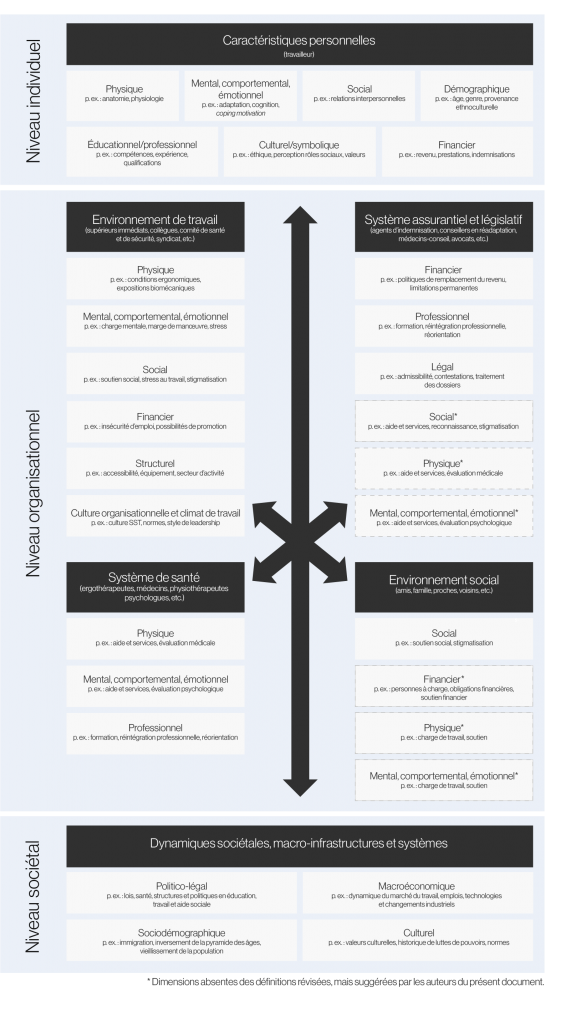 Niveau individuel
Caractéristiques personnelles
(travailleur)
Physique
p. ex. : anatomie, physiologie
Mental, comportemental,
émotionnel
p. ex. : adaptation, cognition,
coping motivation
Social
p. ex. : relations interpersonnelles
Démographique
p. ex. : âge, genre, provenance
ethnoculturelle
Éducationnel/professionnel
p. ex. : compétences, expérience,
qualifications
Culturel/symbolique
p. ex. : éthique, perception rôles sociaux, valeurs
Financier
p. ex. : revenu, prestations, indemnisations
Niveau organisationnel
Environnement de travail
(supérieurs immédiats, collègues, comité de santé
et de sécurité, syndicat, etc.)
Physique
p. ex. : conditions ergonomiques,
expositions biomécaniques
Mental, comportemental, émotionnel
p. ex. : charge mentale, marge de manœuvre, stress
Social
p. ex. : soutien social, stress au travail, stigmatisation
Financier
p. ex. : insécurité d'emploi, possibilités de promotion
Structurel
p. ex. : accessibilité, équipement, secteur d'activité
Culture organisationnelle et climat de travail
p. ex. : culture SST, normes, style de leadership
Système assurantiel et législatif
(agents d'indemnisation, conseillers en réadaptation,
médecins-conseil, avocats, etc.)
Financier
p. ex. : politiques de remplacement du revenu,
limitations permanentes
Professionnel
p. ex. : formation, réintégration professionnelle,
réorientation
Légal
p. ex. : admissibilité, contestations, traitement
des dossiers
Social*
p. ex. : aide et services, reconnaissance, stigmatisation
Physique*
p. ex. : aide et services, évaluation médicale
Mental, comportemental, émotionnel*
p. ex. : aide et services, évaluation psychologique
Système de santé
(ergothérapeutes, médecins, physiothérapeutes
psychologues, etc.)
Physique
p. ex. : aide et services, évaluation médicale
Mental, comportemental, émotionnel
p. ex. : aide et services, évaluation psychologique
Professionnel
p. ex. : formation, réintégration professionnelle, réorientation
Environnement social
(amis, famille, proches, voisins, etc.)
Social
p. ex. : soutien social, stigmatisation
Financier*
p. ex. : personnes à charge, obligations financières,
soutien financier
Physique*
p. ex. : charge de travail, soutien
Mental, comportemental, émotionnel*
p. ex. : charge de travail, soutien
Niveau sociétal
Dynamiques sociétales, macro-infrastructures et systèmes
Politico-légal
p. ex. : lois, santé, structures et politiques en éducation,
travail et aide sociale
Macroéconomique
p. ex. : dynamique du marché du travail, emplois, technologies
et changements industriels
Sociodémographique
p. ex. : immigration, inversement de la pyramide des âges,
vieillissement de la population
Culturel
p. ex. : valeurs culturelles, historique de luttes de pouvoirs, normes
* Dimensions absentes des définitions révisées, mais suggérées par les auteurs du présent document.